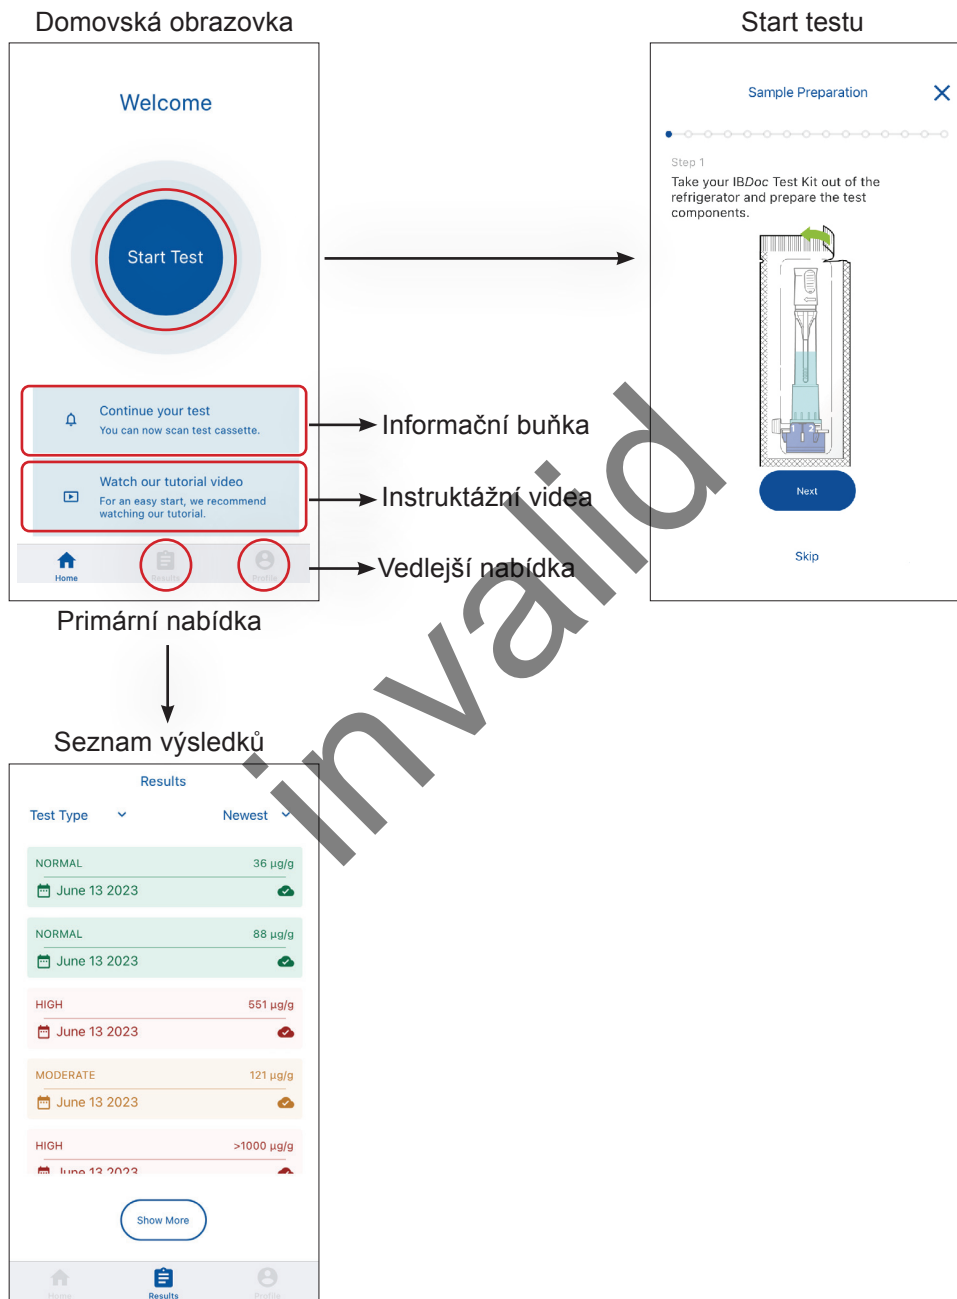 Domovská obrazovka
Start testu
Welcome
Start Test
Continue your test
You can now scan test cassette.
Watch our tutorial video
For an easy start, we recommend
watching our tutorial.
Home
Results
Profile
Sample Preparation
Step 1
Take your IBDoc Test Kit out of the
refrigerator and prepare the test
components.
1 2
Next
Skip
Informační buňka
Instruktážní videa
Vedlejší nabídka
Primární nabídka
Seznam výsledků
Results
Test Type
Newest
NORMAL 36 µg/g
June 13 2023
NORMAL 88 µg/g
June 13 2023
HIGH 551 µg/g
June 13 2023
MODERATE 121 µg/g
June 13 2023
HIGH >1000 µg/g
June 13 2023
Show More
Home
Results
Profile
invalid